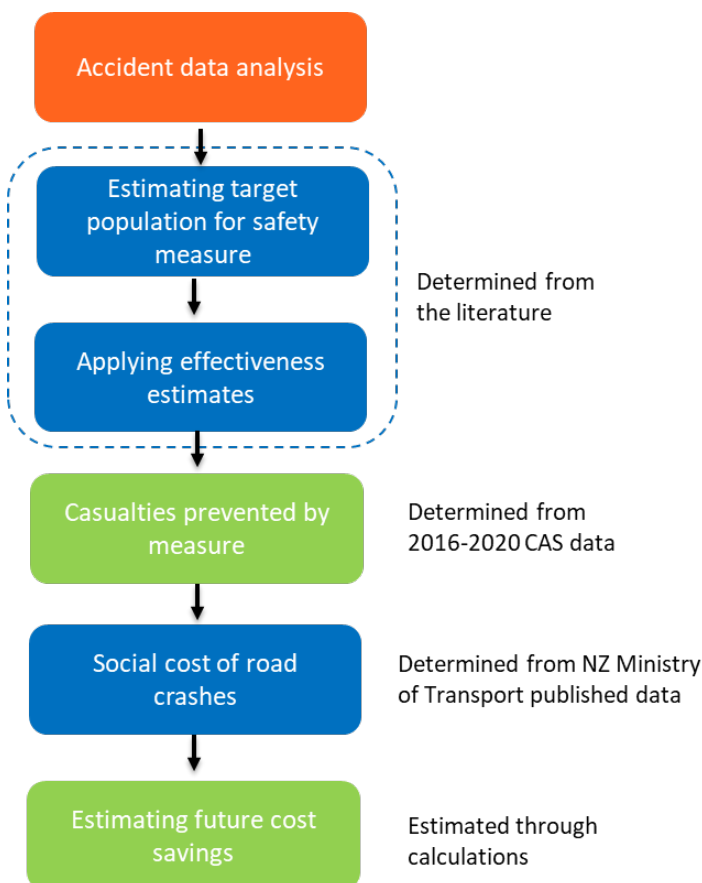 Accident data analysis
Estimating target
population for safety
measure
Determined from
the literature
Applying effectiveness
estimates
Casualties prevented by
measure
Determined from
2016-2020 CAS data
Social cost of road
crashes
Determined from NZ Ministry
of Transport published data
Estimating future cost
savings
Estimated through
calculations